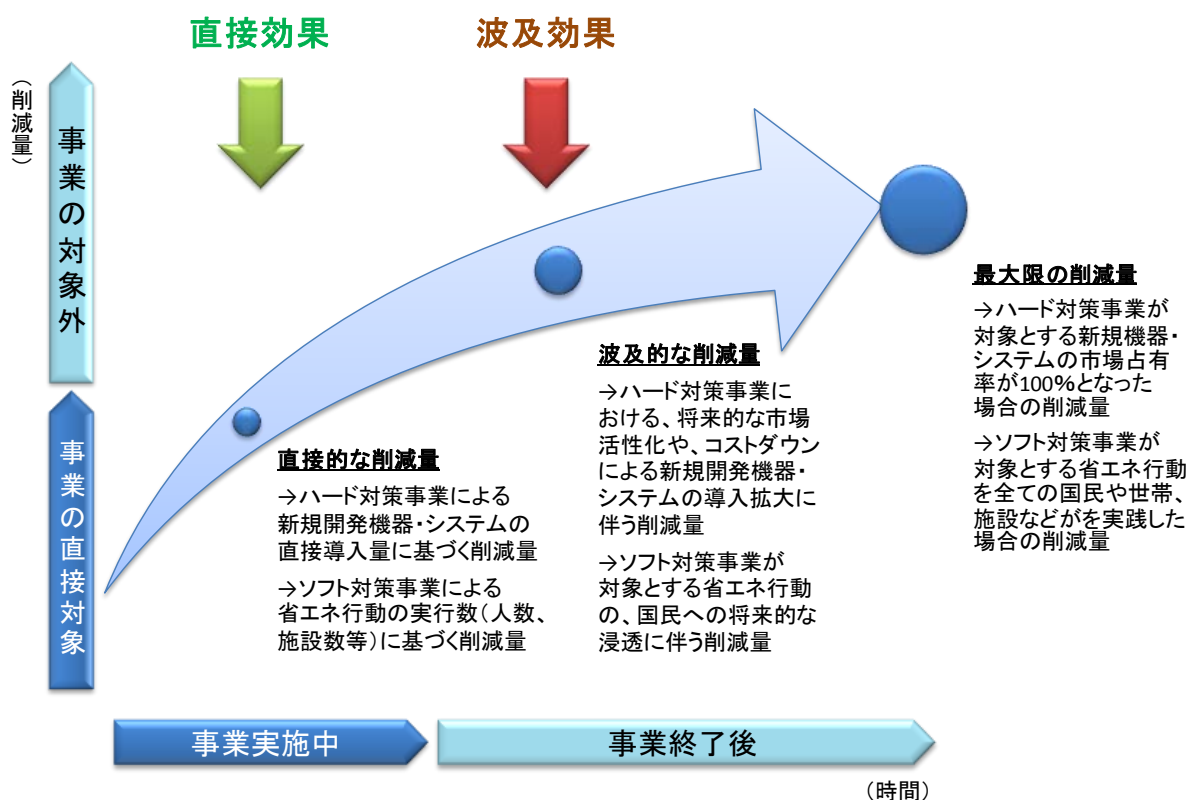 直接効果
波及効果
（削減量）
事業の対象外
事業の直接対象
直接的な削減量
→ハード対策事業による
新規開発機器・システムの
直接導入量に基づく削減量
→ソフト対策事業による
省エネ行動の実行数（人数、
施設数等）に基づく削減量
波及的な削減量
→ハード対策事業に
おける、将来的な市場
活性化や、コストダウン
による新規開発機器・
システムの導入拡大に
伴う削減量
→ソフト対策事業が
対象とする省エネ行動
の、国民への将来的な
浸透に伴う削減量
最大限の削減量
→ハード対策事業が
対象とする新規機器・
システムの市場占有
率が100％となった
場合の削減量
→ソフト対策事業が
対象とする省エネ行動
を全ての国民や世帯、
施設などがを実践した
場合の削減量
事業実施中
事業終了後
（時間）